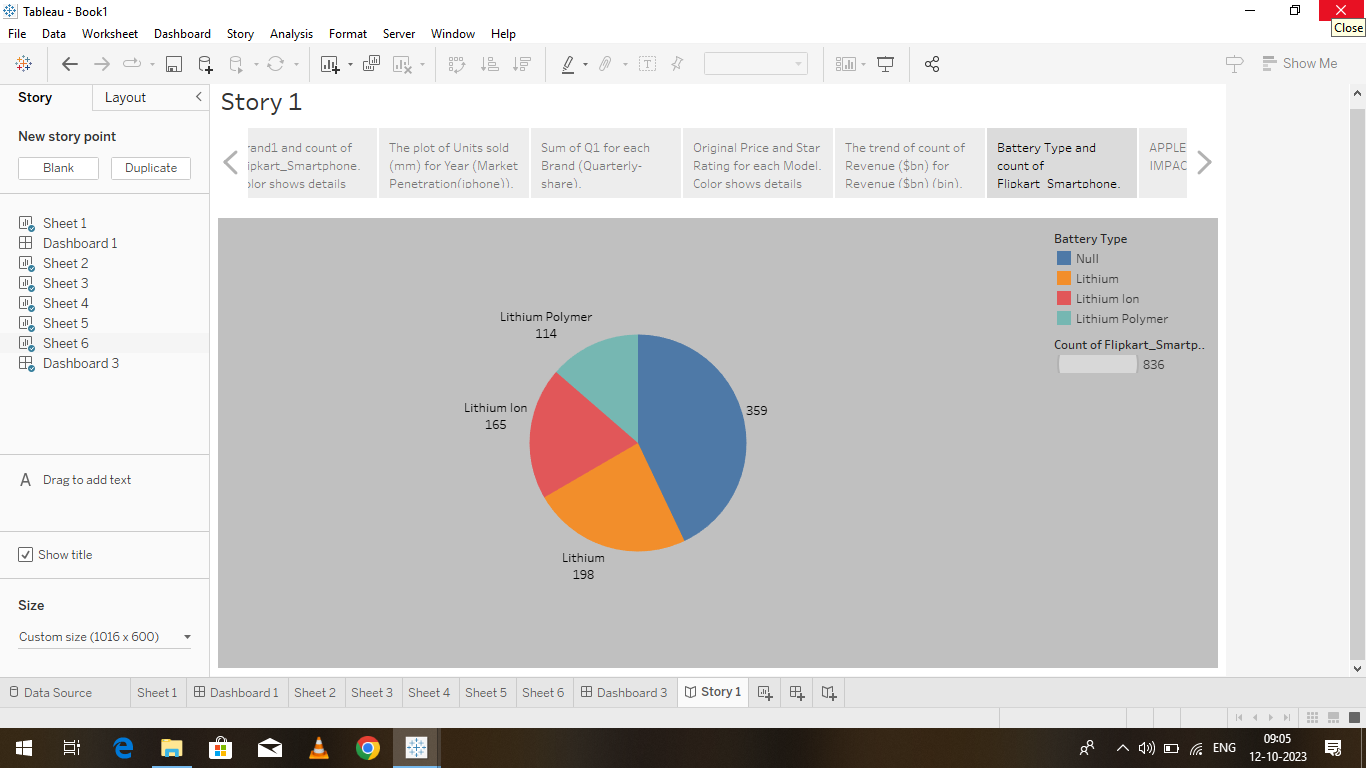 Tableau - Book1
Close
File Data Worksheet Dashboard Story Analysis Format Server Window Help
Show Me
Story Layout
New story point
Blank Duplicate
Sheet 1
Dashboard 1
Sheet 2
Sheet 3
Sheet 4
Sheet 5
Sheet 6
Dashboard 3
A Drag to add text
Show title
Size
Custom size (1016 x 600)
Story 1
rand1 and count of
ipkart_Smartphone.
olor shows details
The plot of Units sold
(mm) for Year (Market
Penetration(iphone)).
Sum of Q1 for each
Brand (Quarterly-
share).
Original Price and Star
Rating for each Model.
Color shows details
The trend of count of
Revenue ($bn) for
Revenue ($bn) (bin).
Battery Type and
count of
Flipkart_Smartphone.
APPLE
IMPAC
Battery Type
Null
Lithium
Lithium Ion
Lithium Polymer
Count of Flipkart_Smartp..
836
Lithium Polymer
114
Lithium Ion
165
359
Lithium
198
Data Source Sheet 1 Dashboard 1 Sheet 2 Sheet 3 Sheet 4 Sheet 5 Sheet 6 Dashboard 3 Story 1
ENG
09:05
12-10-2023